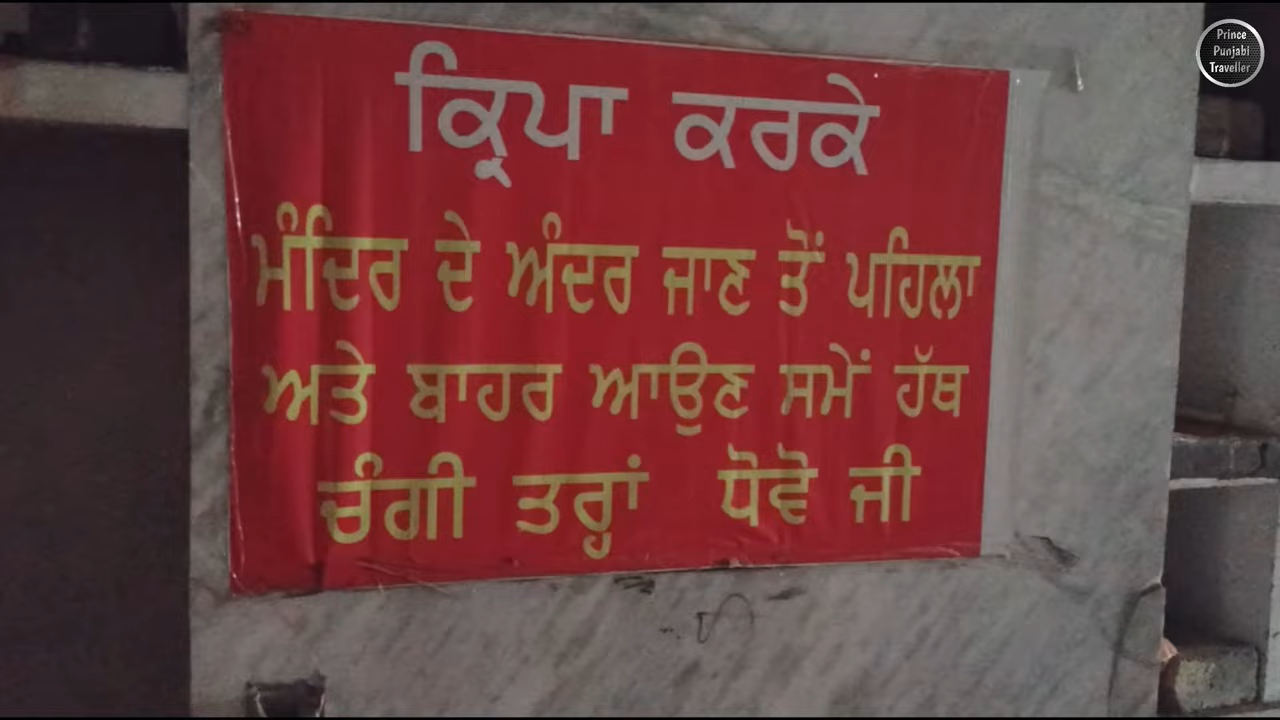 Prince
Punjabi
Traveller
ਕ੍ਰਿਪਾ ਕਰਕੇ
ਮੰਦਿਰ ਦੇ ਅੰਦਰ ਜਾਣ ਤੋਂ ਪਹਿਲਾ
ਅਤੇ ਬਾਹਰ ਆਉਣ ਸਮੇਂ ਹੱਥ
ਚੰਗੀ ਤਰ੍ਹਾਂ ਧੋਵੋ ਜੀ